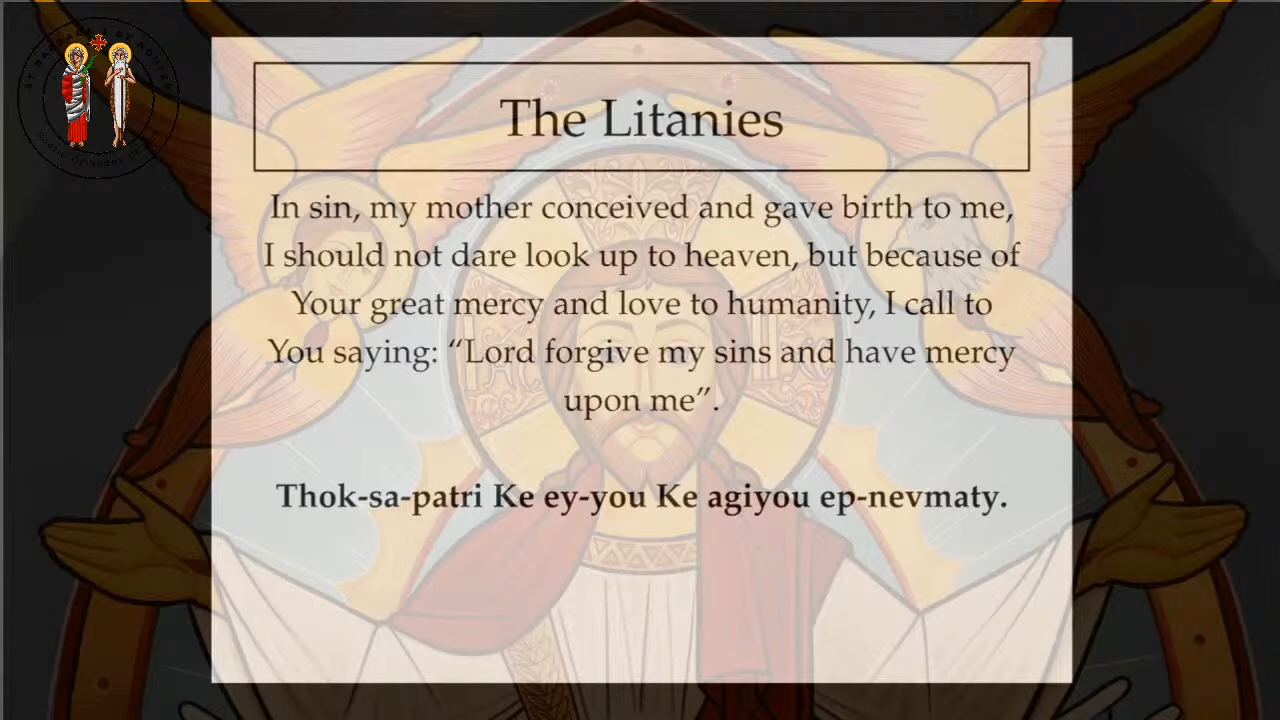 The Litanies
In sin, my mother conceived and gave birth to me,
I should not dare look up to heaven, but because of
Your great mercy and love to humanity, I call to
You saying: “Lord forgive my sins and have mercy
upon me”.
Thok-sa-patri Ke ey-you Ke agiyou ep-nevmaty.